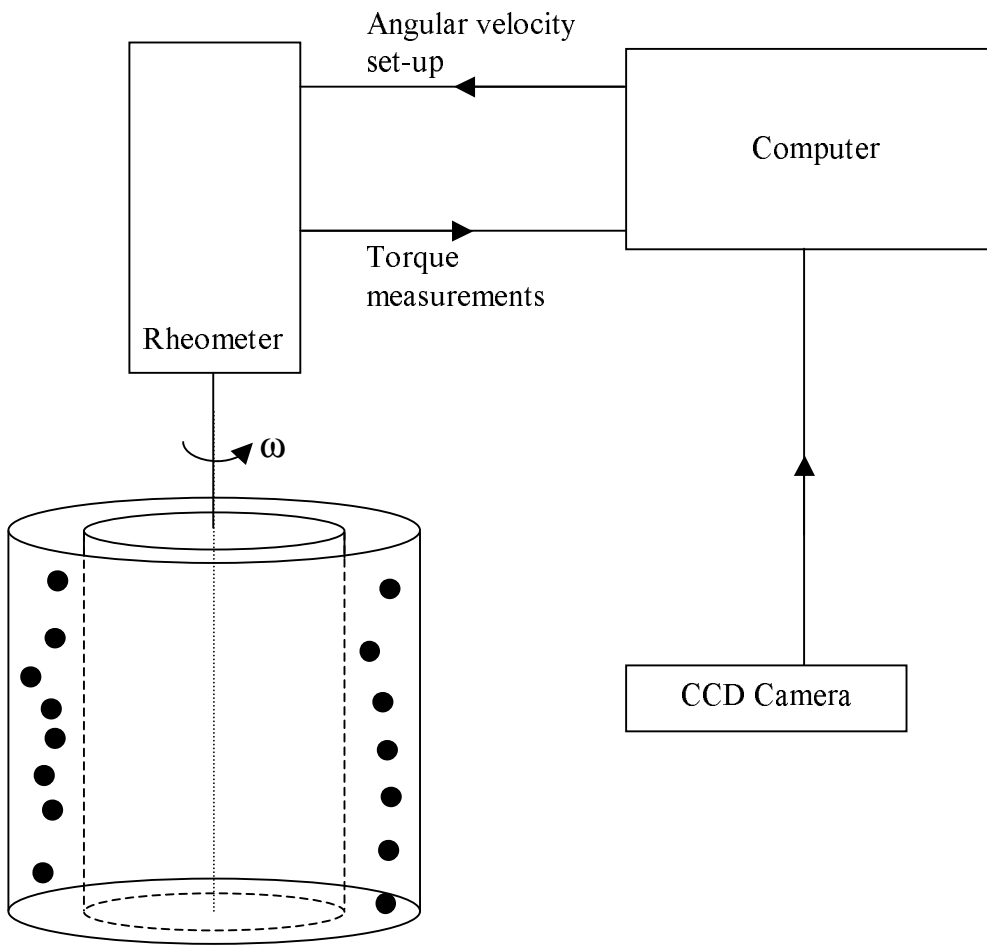 Angular velocity
set-up
Computer
Torque
measurements
Rheometer
ω
CCD Camera